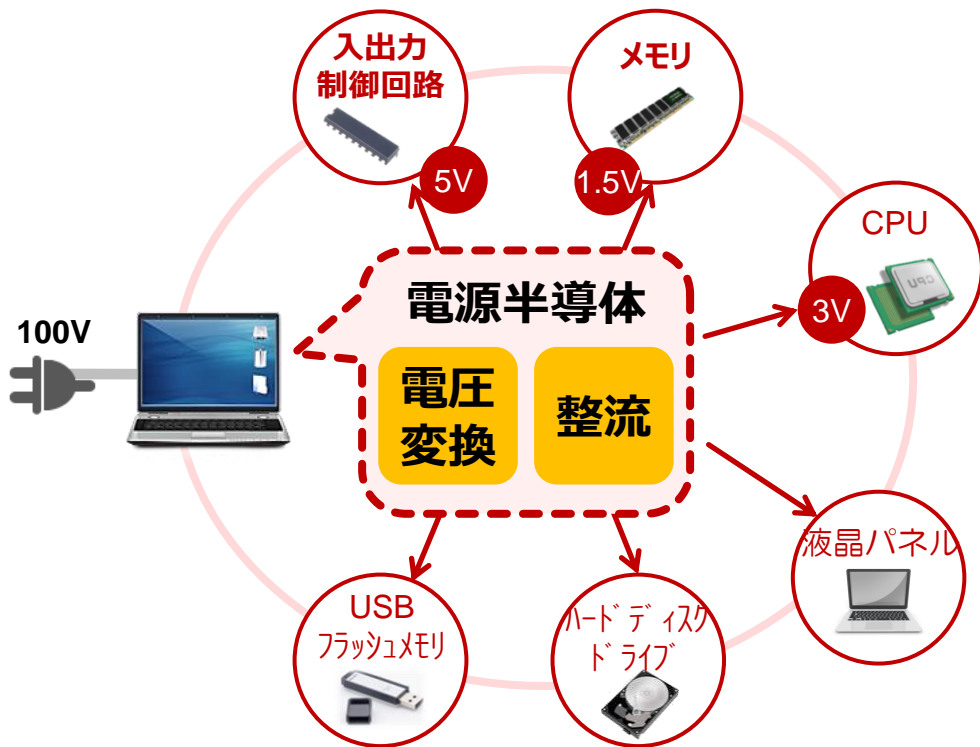 入出力
制御回路
メモリ
5V
1.5V
CPU
3V
100V
電源半導体
電圧
変換
整流
液晶パネル
USB
フラッシュメモリ
ハードディスク
ドライブ
CPU